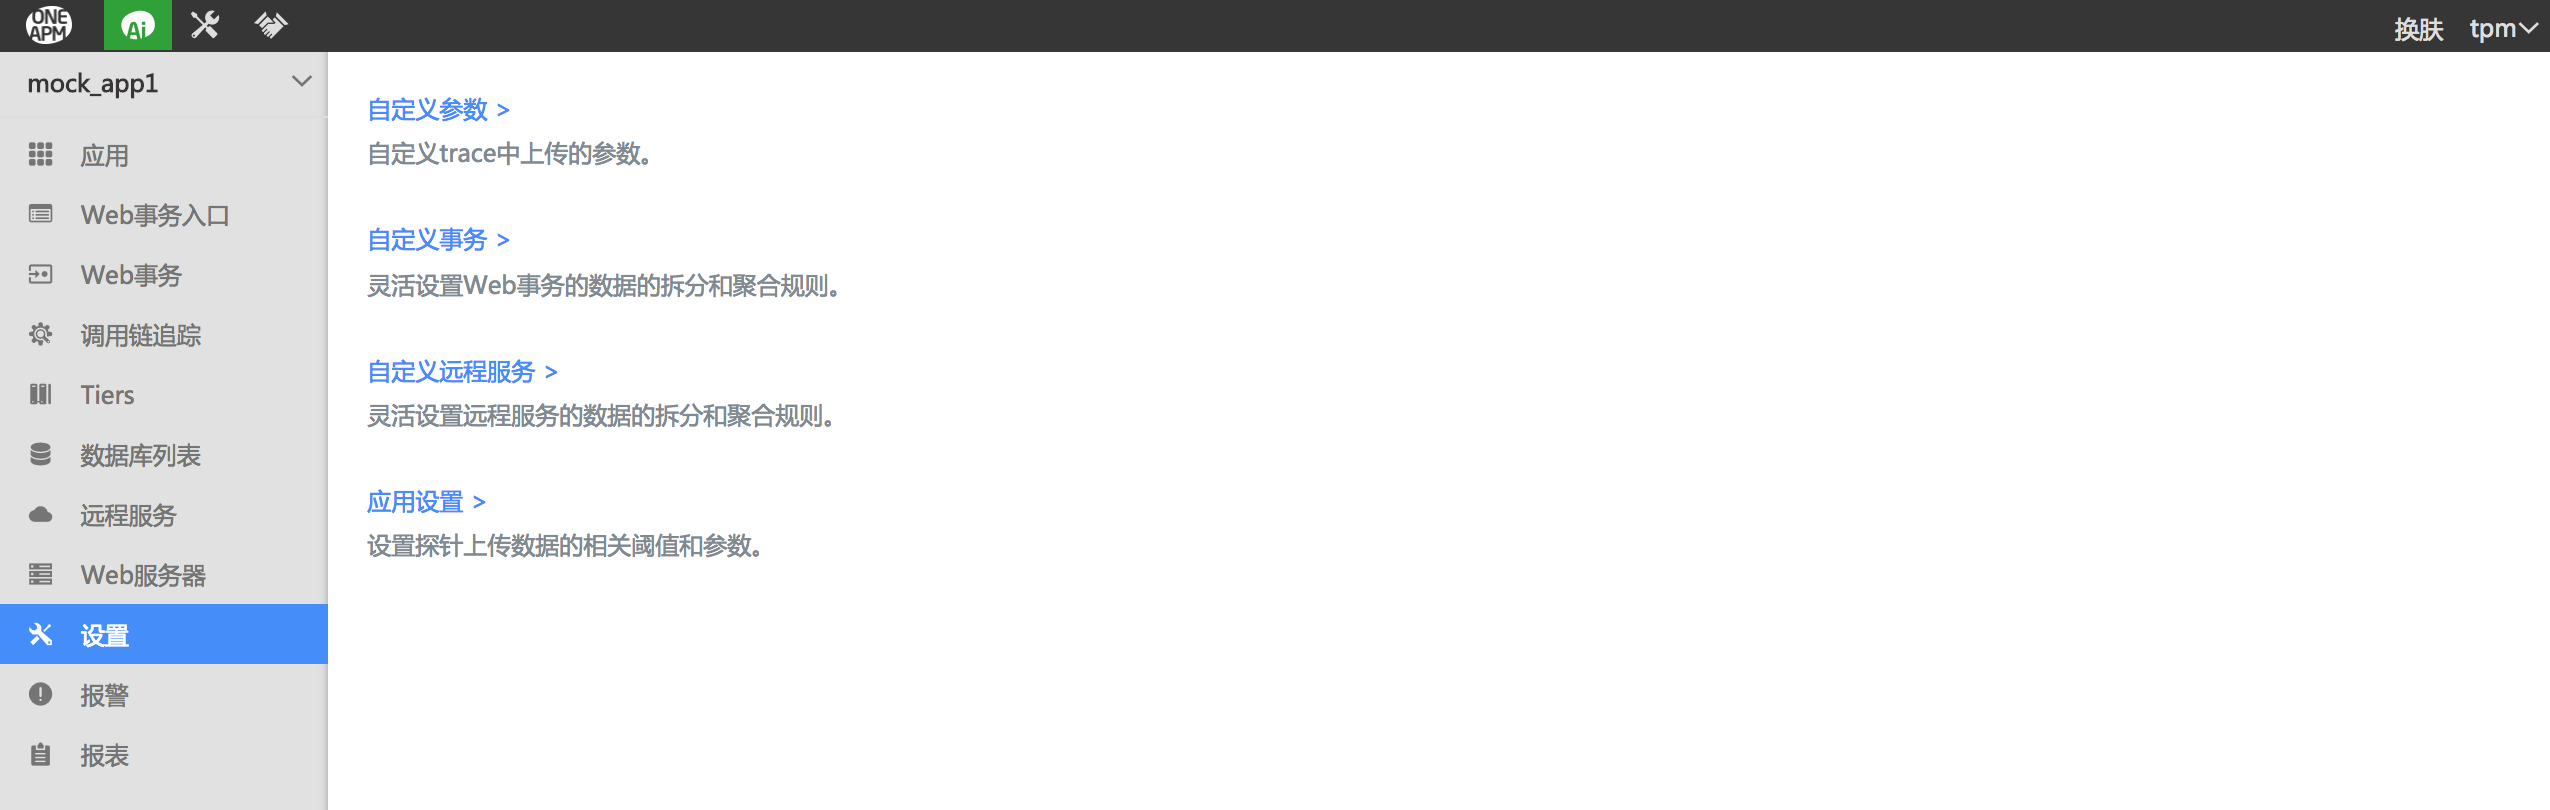 ONE
APM
Ai
换肤
tpm
mock_app1
应用
Web事务入口
Web事务
调用链追踪
Tiers
数据库列表
远程服务
Web服务器
设置
报警
报表
自定义参数 >
自定义trace中上传的参数。
自定义事务 >
灵活设置Web事务的数据的拆分和聚合规则。
自定义远程服务 >
灵活设置远程服务的数据的拆分和聚合规则。
应用设置 >
设置探针上传数据的相关阈值和参数。